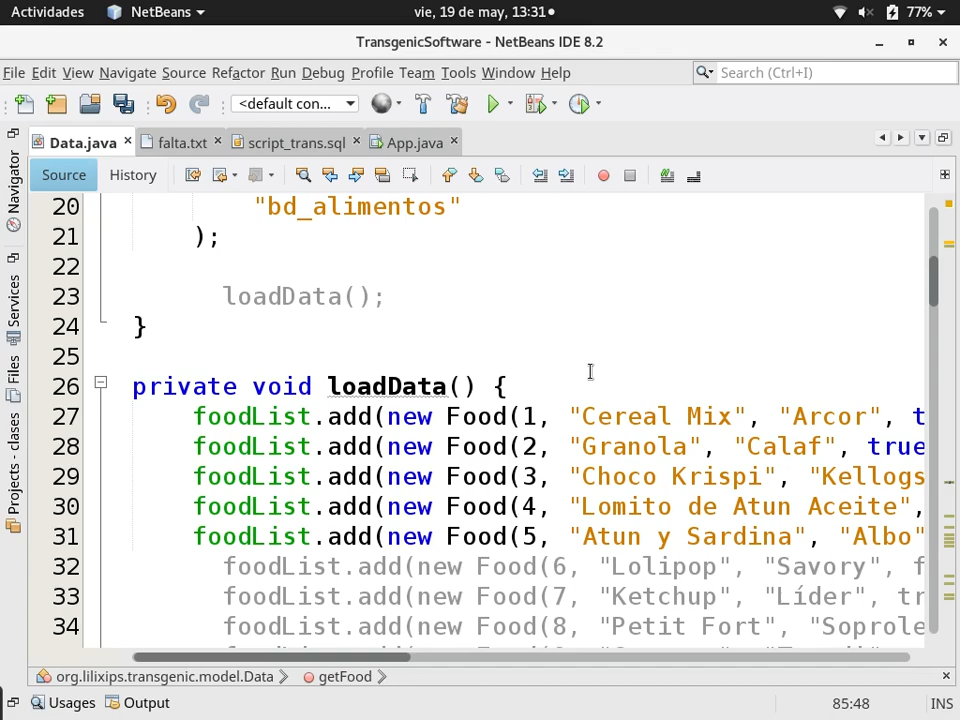 Actividades NetBeans vie, 19 de may, 13:31 77%
TransgenicSoftware - NetBeans IDE 8.2
File Edit View Navigate Source Refactor Run Debug Profile Team Tools Window Help Search (Ctrl+I)
<default con...
Data.java falta.txt script_trans.sql App.java
Source History
Navigator
Services
Files
Projects - clases
20 "bd_alimentos"
21 );
22
23 loadData();
24 }
25
26 private void loadData() {
27 foodList.add(new Food(1, "Cereal Mix", "Arcor", t
28 foodList.add(new Food(2, "Granola", "Calaf", true
29 foodList.add(new Food(3, "Choco Krispi", "Kellogs
30 foodList.add(new Food(4, "Lomito de Atun Aceite",
31 foodList.add(new Food(5, "Atun y Sardina", "Albo"
32 foodList.add(new Food(6, "Lolipop", "Savory", f
33 foodList.add(new Food(7, "Ketchup", "Líder", tr
34 foodList.add(new Food(8, "Petit Fort", "Soprole
org.lilixips.transgenic.model.Data getFood
Usages Output 85:48 INS